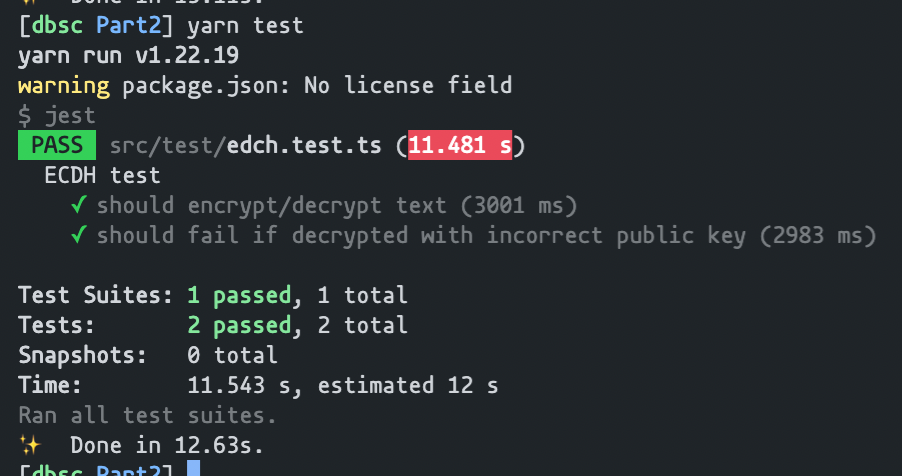 ✨  Done in 13.11s.
[dbsc Part2] yarn test
yarn run v1.22.19
warning package.json: No license field
$ jest
PASS src/test/edch.test.ts (11.481 s)
ECDH test
✓ should encrypt/decrypt text (3001 ms)
✓ should fail if decrypted with incorrect public key (2983 ms)
Test Suites: 1 passed, 1 total
Tests:       2 passed, 2 total
Snapshots:   0 total
Time:        11.543 s, estimated 12 s
Ran all test suites.
✨  Done in 12.63s.
[dbsc Part2]